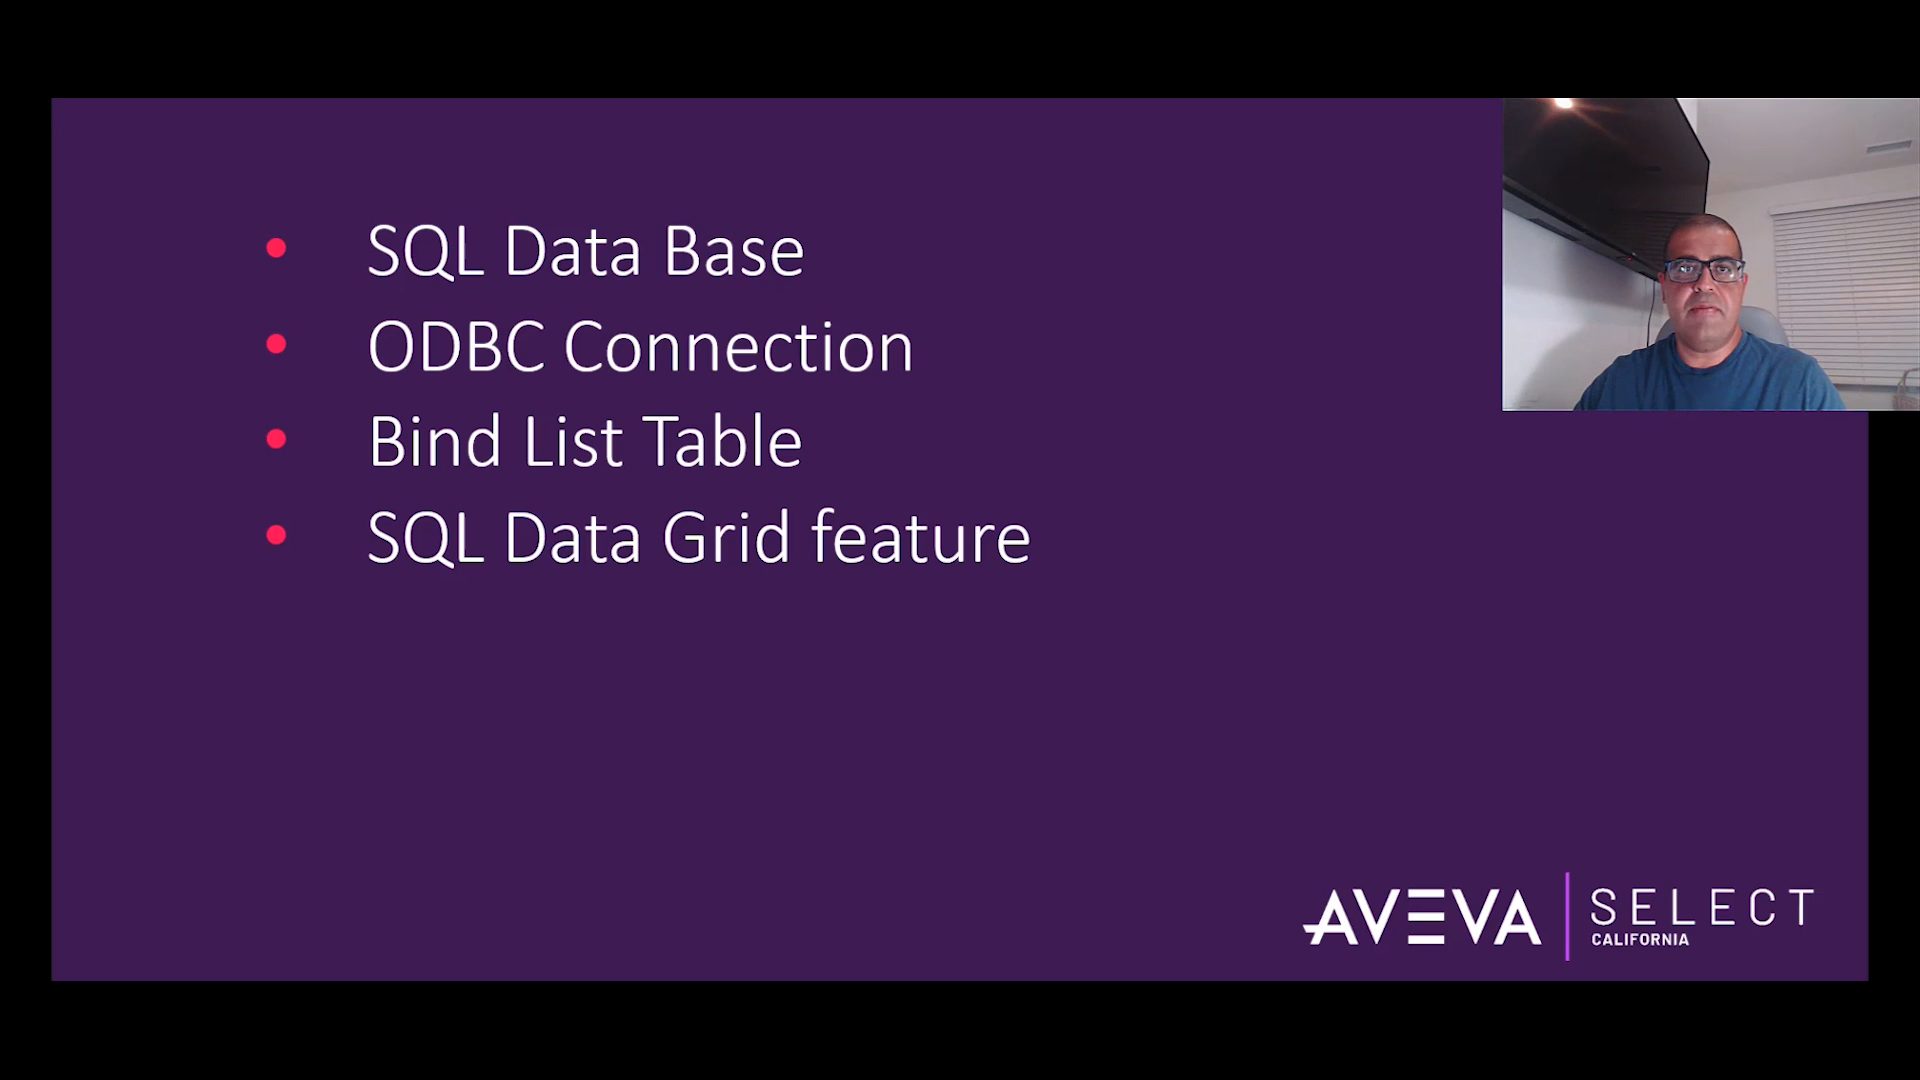 • SQL Data Base
• ODBC Connection
• Bind List Table
• SQL Data Grid feature
AVEVA | SELECT
CALIFORNIA